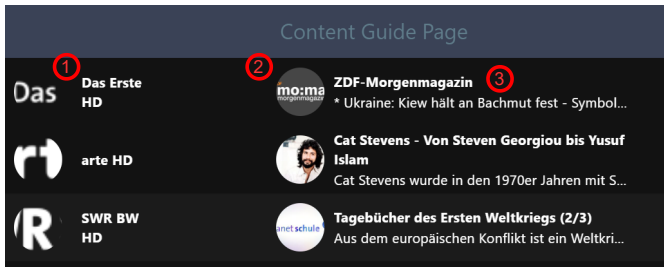 Content Guide Page
1
2
3
Das
Das Erste
HD
mo:ma
morgenmagaz
ZDF-Morgenmagazin
* Ukraine: Kiew hält an Bachmut fest - Symbol...
rt
arte HD
Cat Stevens - Von Steven Georgiou bis Yusuf
Islam
Cat Stevens wurde in den 1970er Jahren mit S...
R
SWR BW
HD
anet schule
Tagebücher des Ersten Weltkriegs (2/3)
Aus dem europäischen Konflikt ist ein Weltkri...